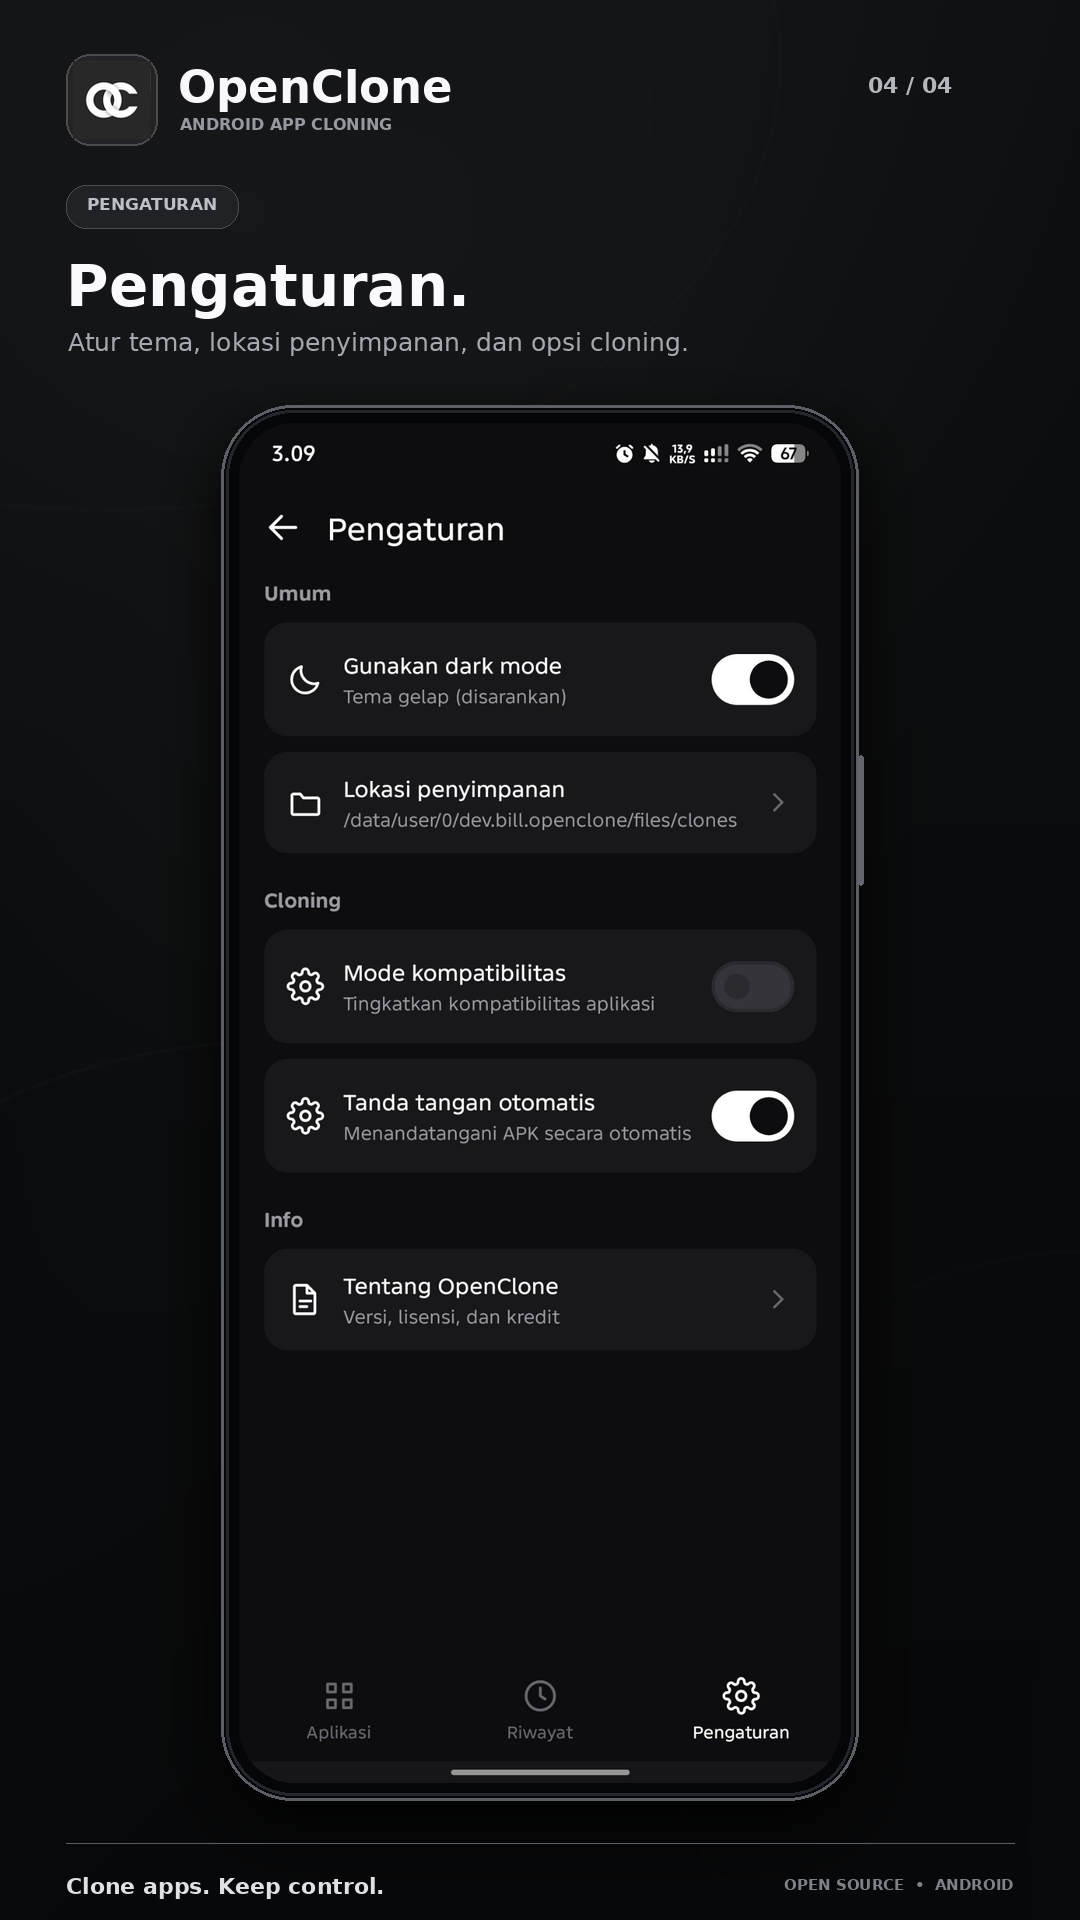 OpenClone
ANDROID APP CLONING
04 / 04
PENGATURAN
Pengaturan.
Atur tema, lokasi penyimpanan, dan opsi cloning.
3.09
13,9
KB/S
67
Pengaturan
Umum
Gunakan dark mode
Tema gelap (disarankan)
Lokasi penyimpanan
/data/user/0/dev.bill.openclone/files/clones
Cloning
Mode kompatibilitas
Tingkatkan kompatibilitas aplikasi
Tanda tangan otomatis
Menandatangani APK secara otomatis
Info
Tentang OpenClone
Versi, lisensi, dan kredit
Aplikasi
Riwayat
Pengaturan
Clone apps. Keep control.
OPEN SOURCE • ANDROID